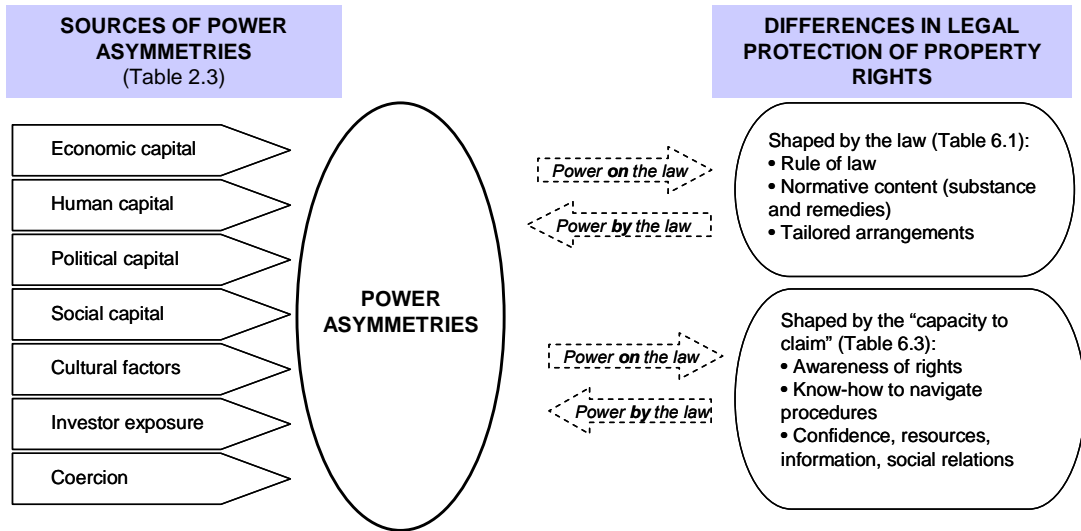 SOURCES OF POWER
ASYMMETRIES
(Table 2.3)
Economic capital
Human capital
Political capital
Social capital
Cultural factors
Investor exposure
Coercion
POWER
ASYMMETRIES
Power on the law
Power by the law
Power on the law
Power by the law
DIFFERENCES IN LEGAL
PROTECTION OF PROPERTY
RIGHTS
Shaped by the law (Table 6.1):
• Rule of law
• Normative content (substance
and remedies)
• Tailored arrangements
Shaped by the “capacity to
claim” (Table 6.3):
• Awareness of rights
• Know-how to navigate
procedures
• Confidence, resources,
information, social relations